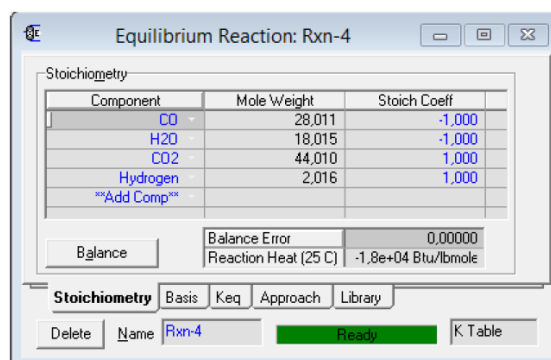 Equilibrium Reaction: Rxn-4
Stoichiometry
Component Mole Weight Stoich Coeff
CO 28,011 -1,000
H2O 18,015 -1,000
CO2 44,010 1,000
Hydrogen 2,016 1,000
**Add Comp**
Balance
Balance Error 0,00000
Reaction Heat (25 C) -1,8e+04 Btu/lbmole
Stoichiometry Basis Keq Approach Library
Delete Name Rxn-4 Ready K Table